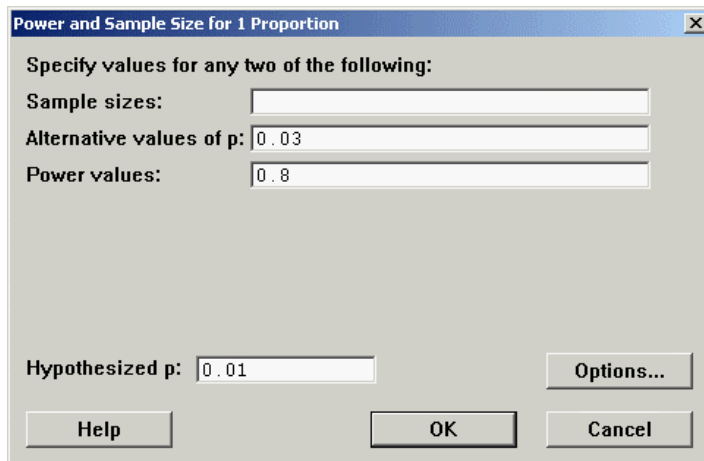 Power and Sample Size for 1 Proportion
Specify values for any two of the following:
Sample sizes:
Alternative values of p: 0.03
Power values: 0.8
Hypothesized p: 0.01
Options...
Help OK Cancel